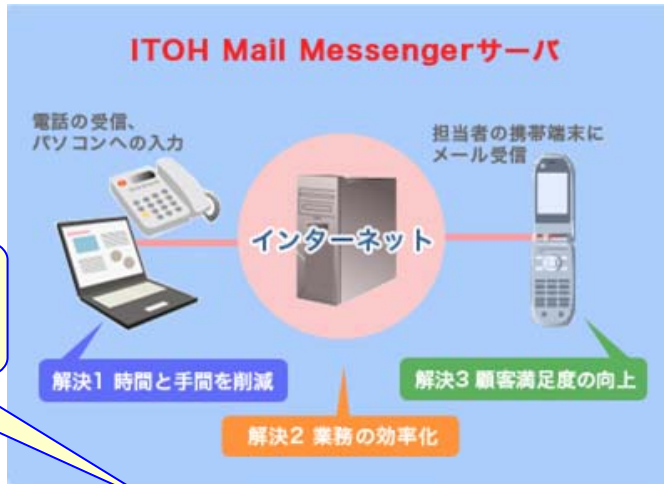 ITOH Mail Messengerサーバ
電話の受信、
パソコンへの入力
担当者の携帯端末に
メール受信
インターネット
解決1 時間と手間を削減
解決3 顧客満足度の向上
解決2 業務の効率化